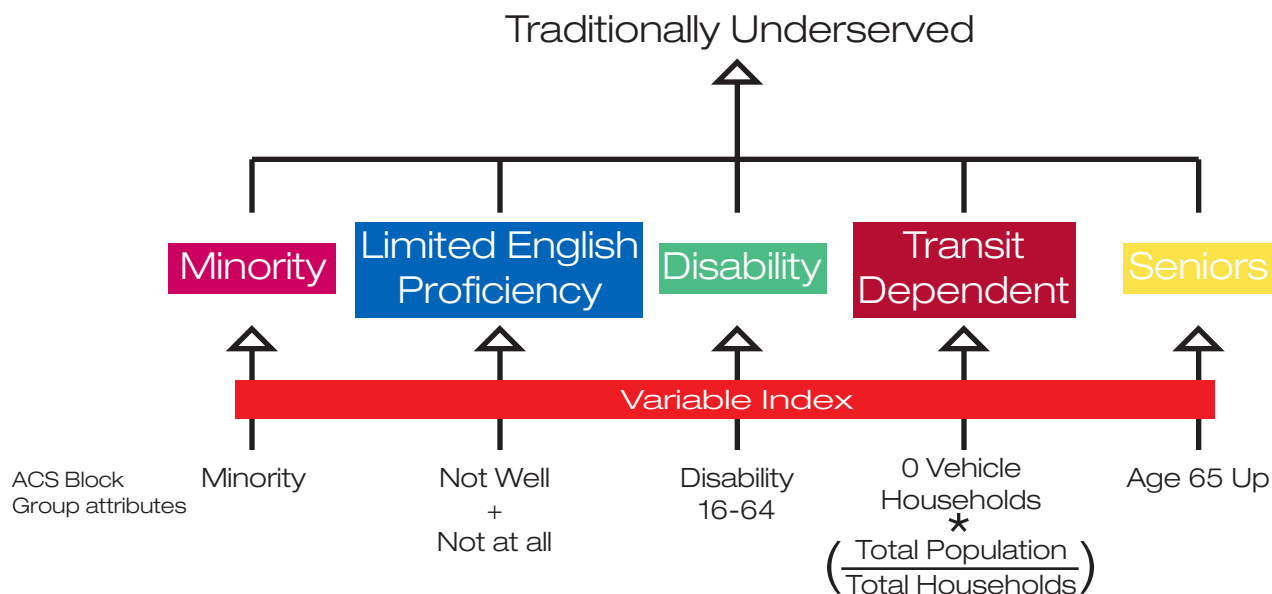 Traditionally Underserved
Minority
Limited English
Proficiency
Disability
Transit
Dependent
Seniors
Variable Index
ACS Block
Group attributes
Minority
Not Well
+
Not at all
Disability
16-64
0 Vehicle
Households
*
(Total Population
Total Households)
Age 65 Up